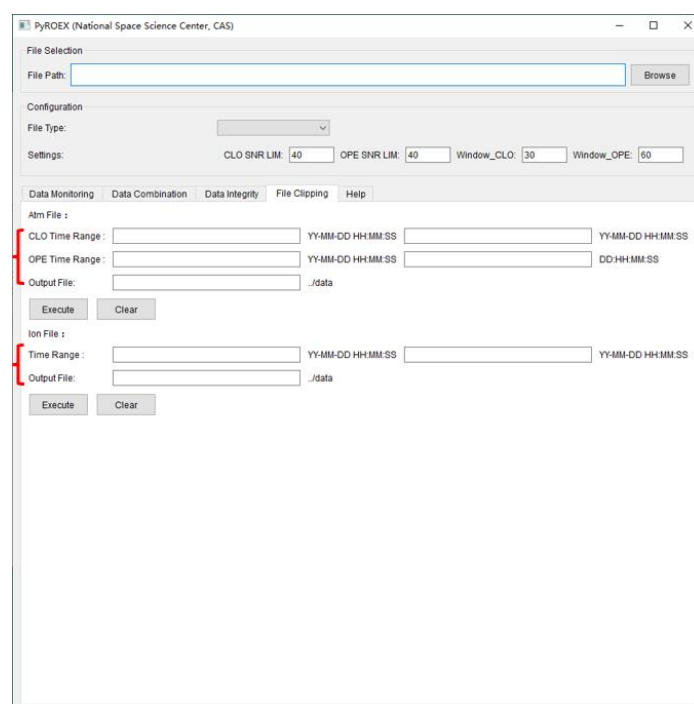 PyROEX (National Space Science Center, CAS)
File Selection
File Path: Browse
Configuration
File Type:
Settings: CLO SNR LIM: 40 OPE SNR LIM: 40 Window_CLO: 30 Window_OPE: 60
Data Monitoring Data Combination Data Integrity File Clipping Help
Atm File：
CLO Time Range : YY-MM-DD HH:MM:SS YY-MM-DD HH:MM:SS
OPE Time Range : YY-MM-DD HH:MM:SS DD:HH:MM:SS
Output File: ../data
Execute Clear
Ion File：
Time Range : YY-MM-DD HH:MM:SS YY-MM-DD HH:MM:SS
Output File: ../data
Execute Clear